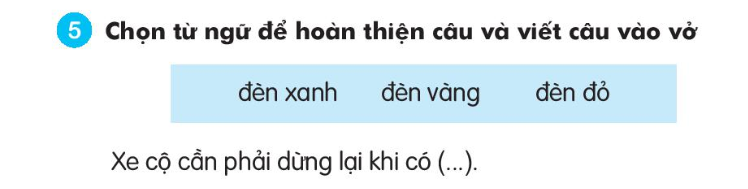 5 Chọn từ ngữ để hoàn thiện câu và viết câu vào vở
đèn xanh đèn vàng đèn đỏ
Xe cộ cần phải dừng lại khi có (...).